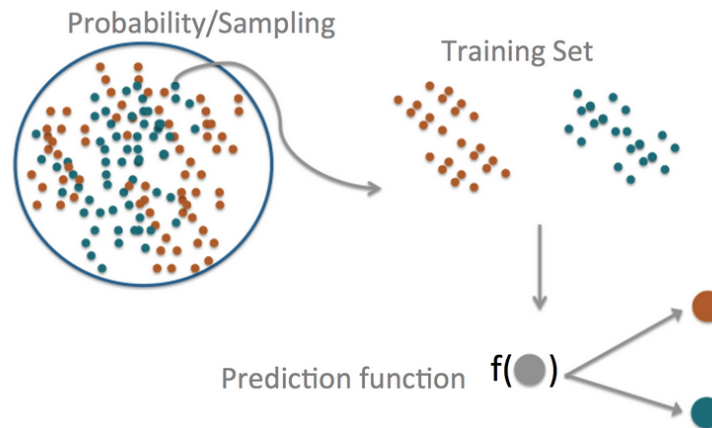 Probability/Sampling
Training Set
Prediction function
f( )